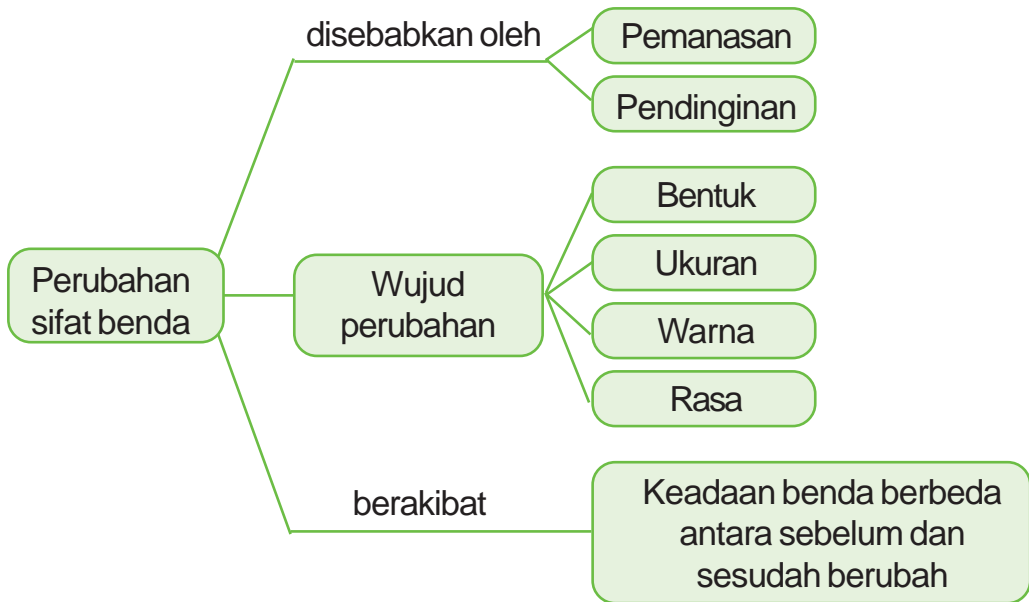 disebabkan oleh
Pemanasan
Pendinginan
Perubahan
sifat benda
Wujud
perubahan
Bentuk
Ukuran
Warna
Rasa
berakibat
Keadaan benda berbeda
antara sebelum dan
sesudah berubah